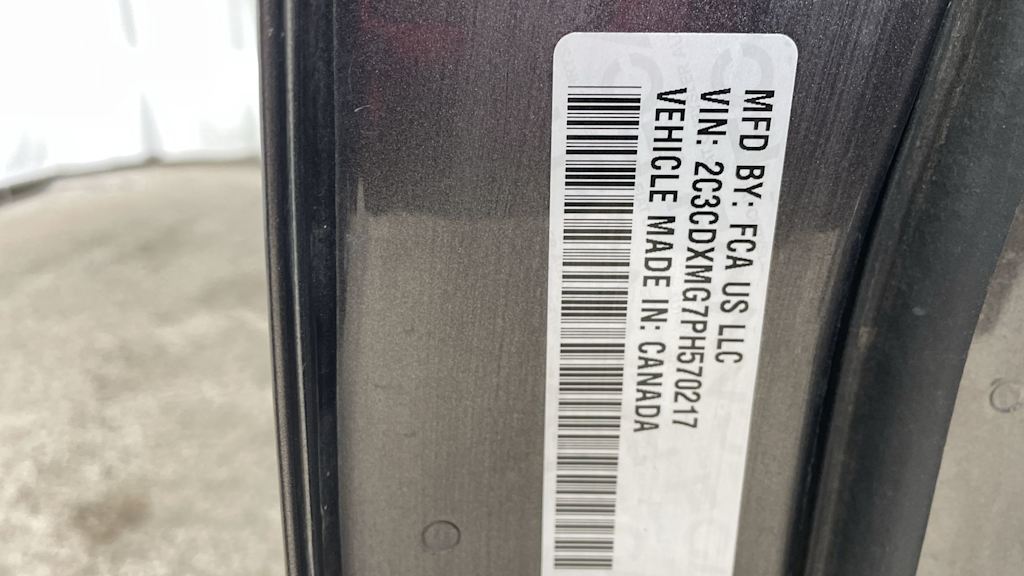 MFD BY: FCA US LLC
VIN: 2C3CDXMG7PH570217
VEHICLE MADE IN: CANADA